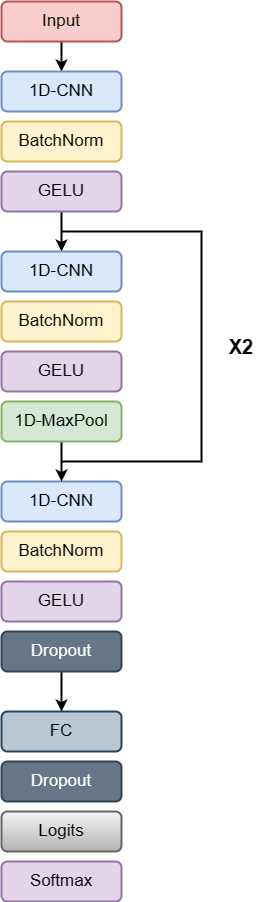 Input
1D-CNN
BatchNorm
GELU
1D-CNN
BatchNorm
GELU
1D-MaxPool
X2
1D-CNN
BatchNorm
GELU
Dropout
FC
Dropout
Logits
Softmax